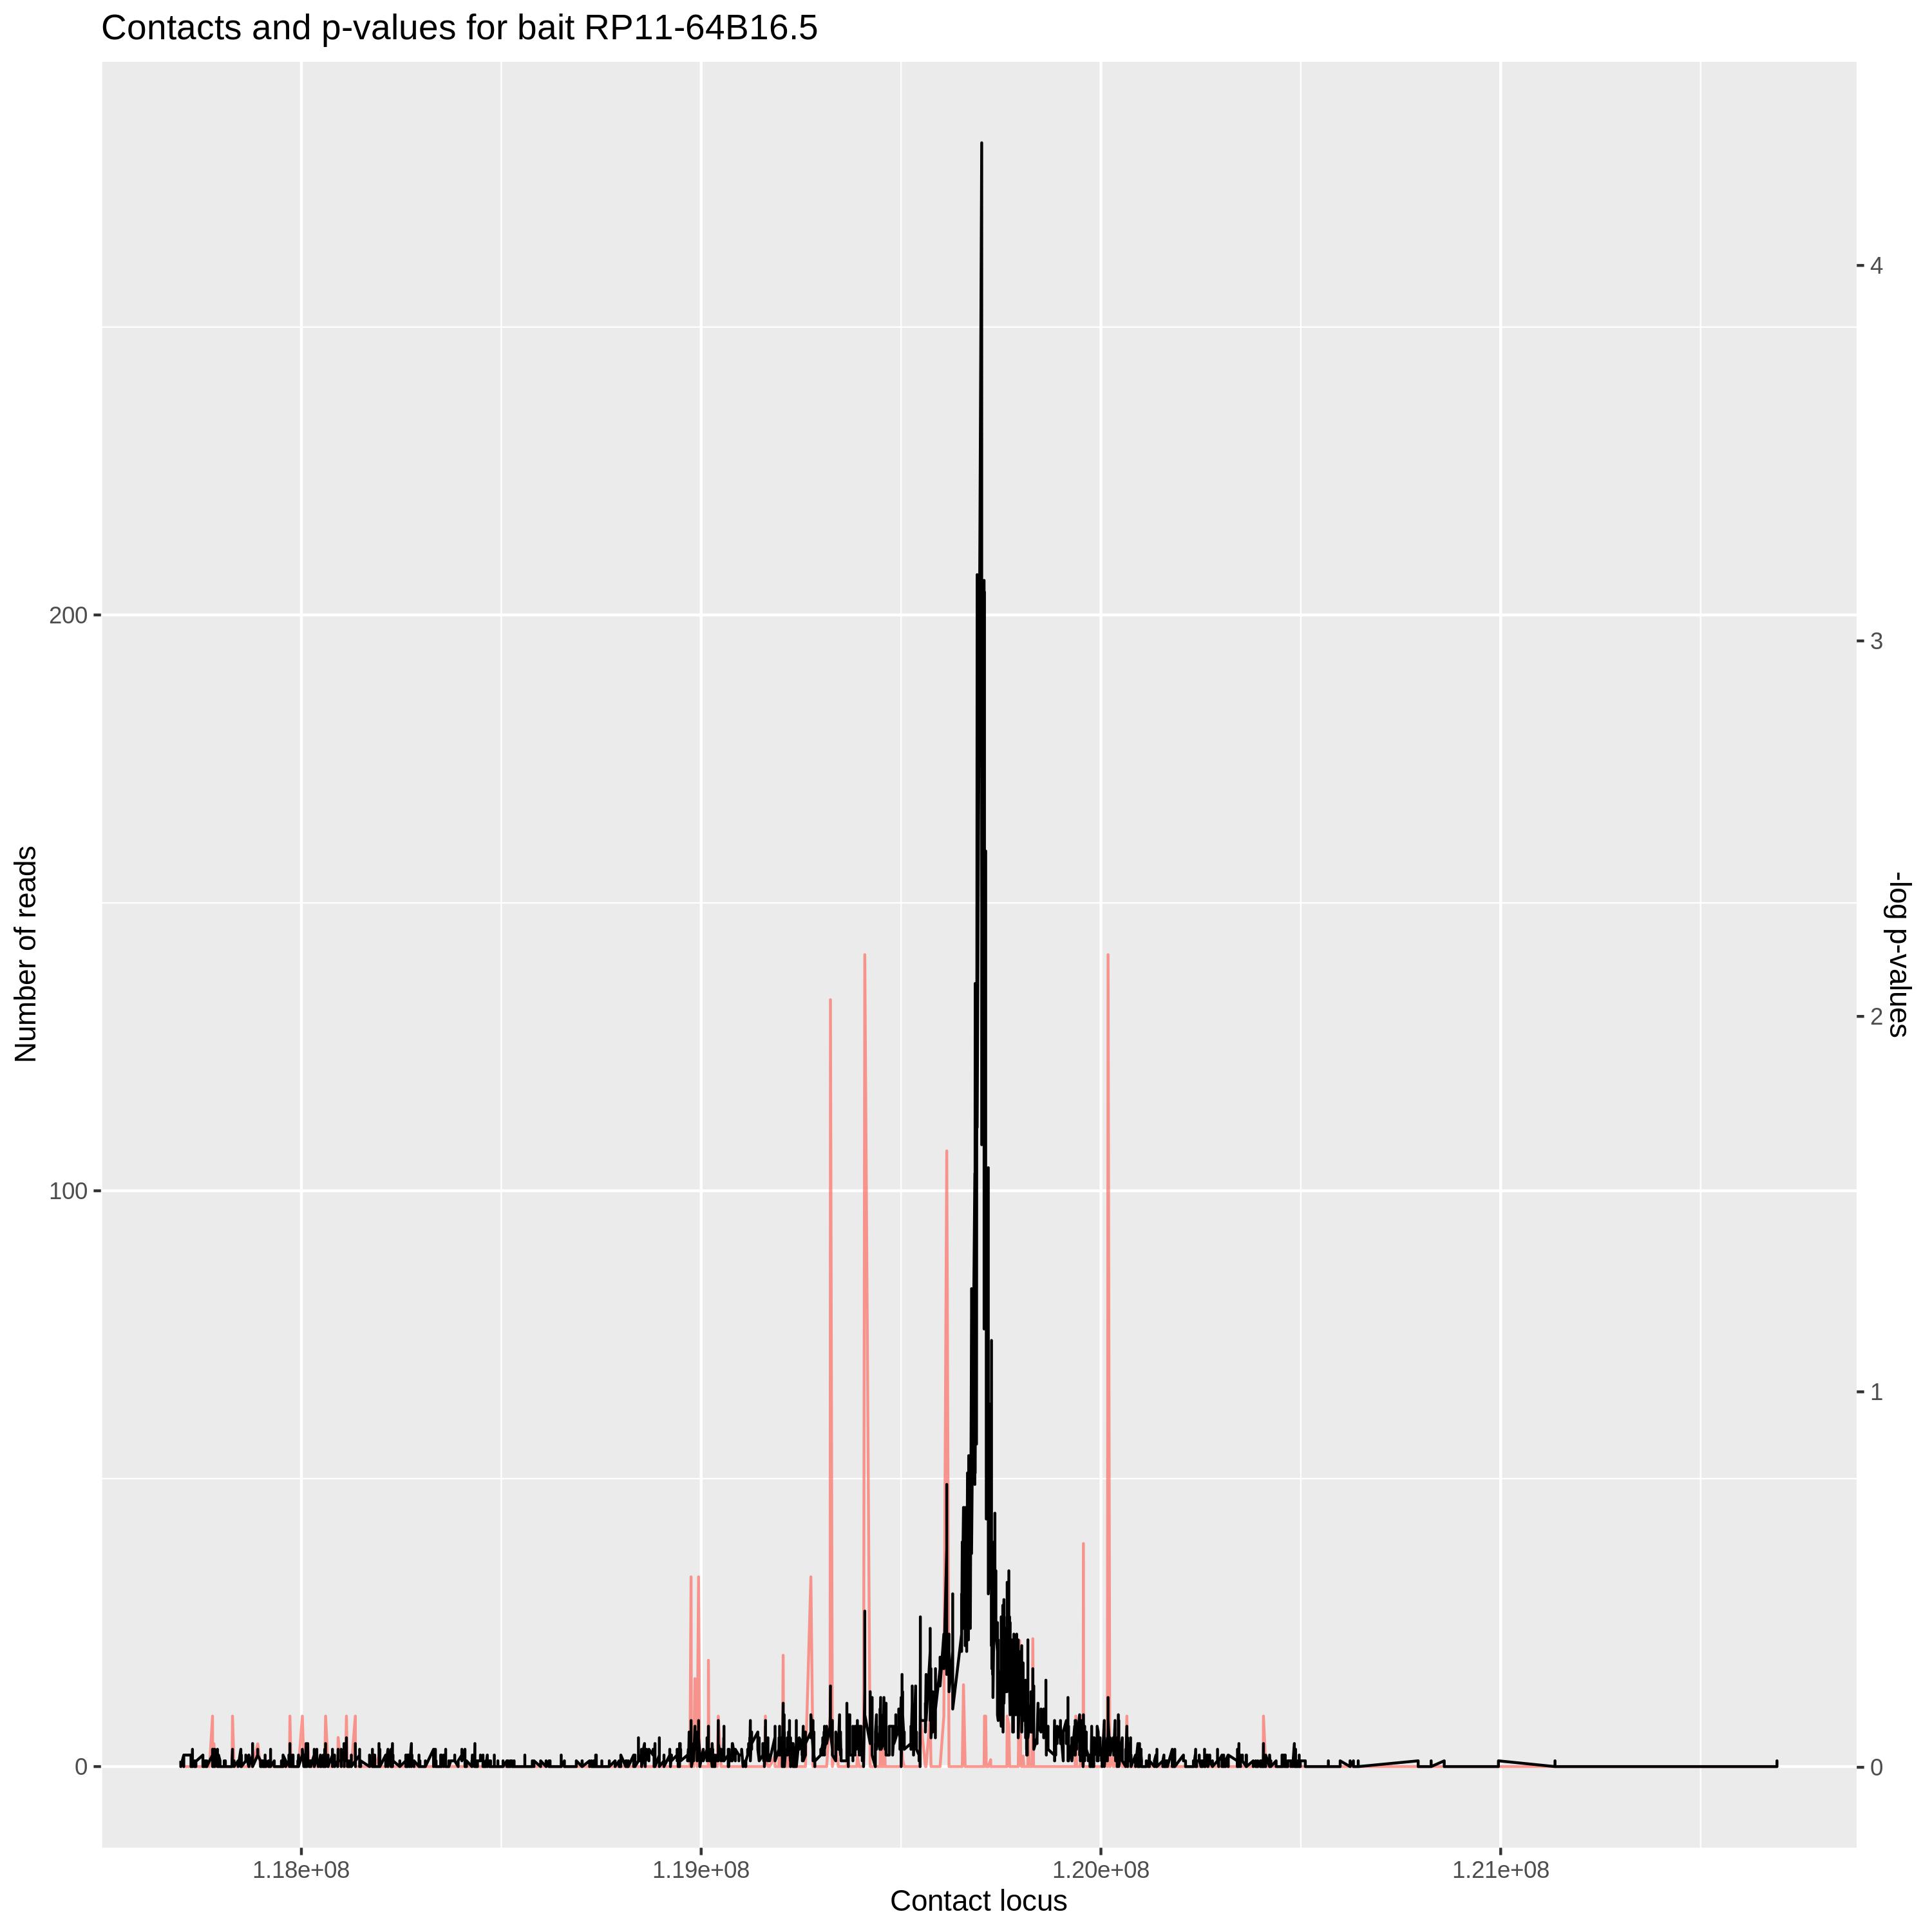 Contacts and p-values for bait RP11-64B16.5
Number of reads
200
100
0
4
3
2
1
0
-log p-values
1.18e+08 1.19e+08 1.20e+08 1.21e+08
Contact locus